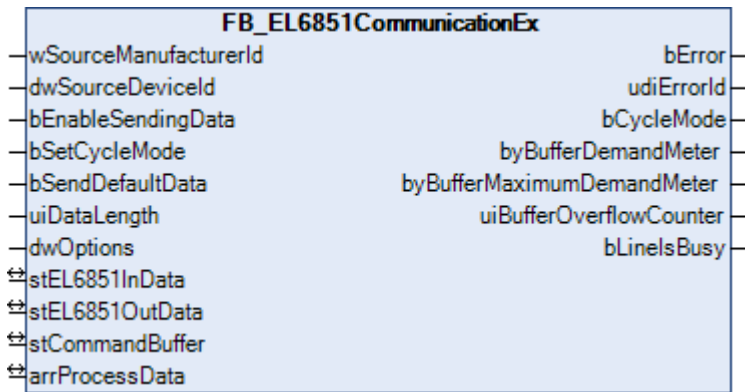 FB_EL6851CommunicationEx
wSourceManufacturerId bError
dwSourceDeviceId udiErrorId
bEnableSendingData bCycleMode
bSetCycleMode byBufferDemandMeter
bSendDefaultData byBufferMaximumDemandMeter
uiDataLength uiBufferOverflowCounter
dwOptions bLineIsBusy
stEL6851InData
stEL6851OutData
stCommandBuffer
arrProcessData